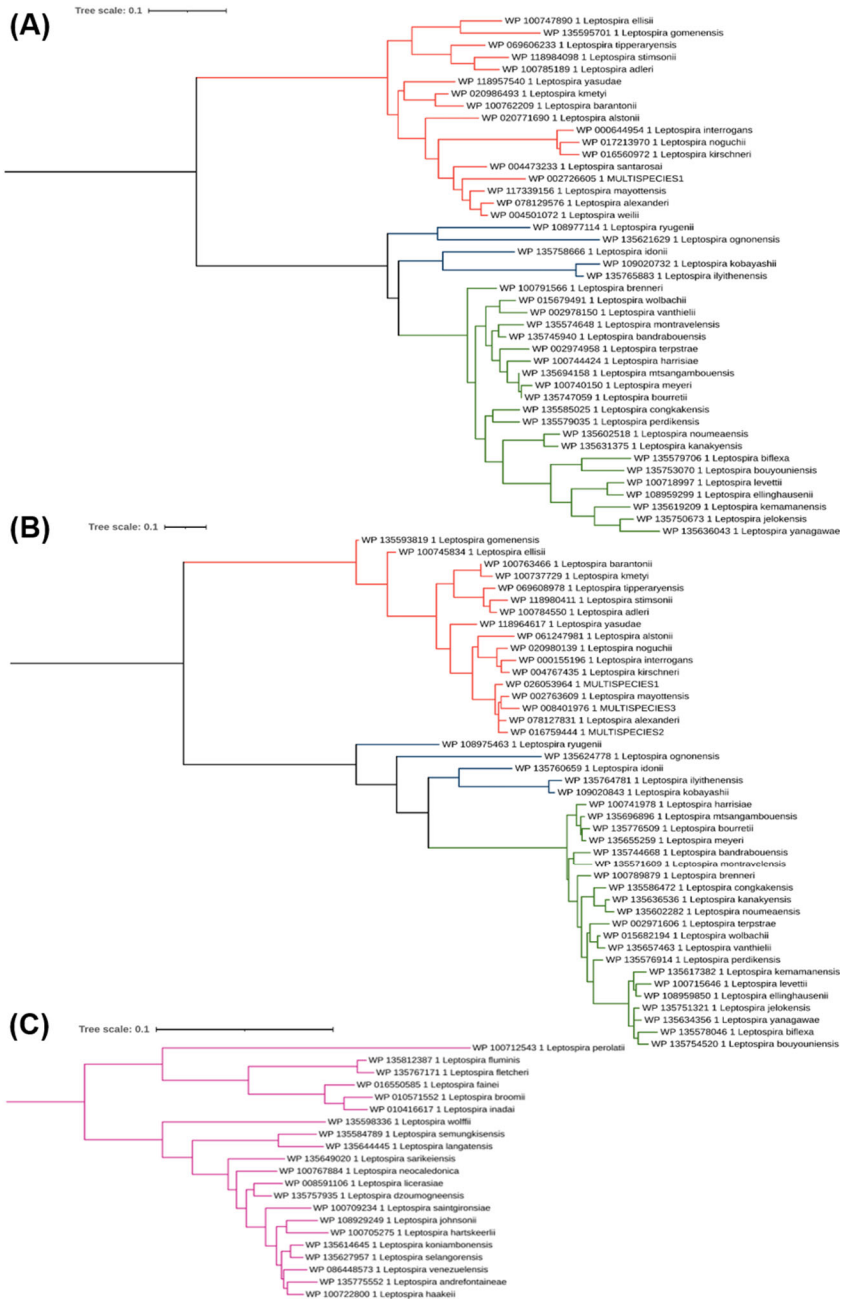 Tree scale: 0.1
(A)
WP 100747890 1 Leptospira ellisii
WP 135595701 1 Leptospira gomenensis
WP 069606233 1 Leptospira tipperaryensis
WP 118984098 1 Leptospira stimsonii
WP 100785189 1 Leptospira adleri
WP 118957540 1 Leptospira yasudae
WP 020986493 1 Leptospira kmetyi
WP 100762209 1 Leptospira barantonii
WP 020771690 1 Leptospira alstonii
WP 000644954 1 Leptospira interrogans
WP 017213970 1 Leptospira noguchii
WP 016560972 1 Leptospira kirschneri
WP 004473233 1 Leptospira santarosai
WP 002726605 1 MULTISPECIES1
WP 117339156 1 Leptospira mayottensis
WP 078129576 1 Leptospira alexanderi
WP 004501072 1 Leptospira weilii
WP 108977114 1 Leptospira ryugenii
WP 135621629 1 Leptospira ognonensis
WP 135758666 1 Leptospira idonii
WP 109020732 1 Leptospira kobayashii
WP 135765883 1 Leptospira ilyithenensis
WP 100791566 1 Leptospira brenneri
WP 015679491 1 Leptospira wolbachii
WP 002978150 1 Leptospira vanthielii
WP 135574648 1 Leptospira montravelensis
WP 135745940 1 Leptospira bandrabouensis
WP 002974958 1 Leptospira terpstrae
WP 100744424 1 Leptospira harrisiae
WP 135694158 1 Leptospira mtsangambouensis
WP 100740150 1 Leptospira meyeri
WP 135747059 1 Leptospira bourretii
WP 135585025 1 Leptospira congkakensis
WP 135579035 1 Leptospira perdikensis
WP 135602518 1 Leptospira noumeaensis
WP 135631375 1 Leptospira kanakyensis
WP 135579706 1 Leptospira biflexa
WP 135753070 1 Leptospira bouyouniensis
WP 100718997 1 Leptospira levettii
WP 108959299 1 Leptospira ellinghausenii
WP 135619209 1 Leptospira kemamanensis
WP 135750673 1 Leptospira jelokensis
WP 135636043 1 Leptospira yanagawae
(B)
Tree scale: 0.1
WP 135593819 1 Leptospira gomenensis
WP 100745834 1 Leptospira ellisii
WP 100763466 1 Leptospira barantonii
WP 100737729 1 Leptospira kmetyi
WP 069608978 1 Leptospira tipperaryensis
WP 118980411 1 Leptospira stimsonii
WP 100784550 1 Leptospira adleri
WP 118964617 1 Leptospira yasudae
WP 061247981 1 Leptospira alstonii
WP 020980139 1 Leptospira noguchii
WP 000155196 1 Leptospira interrogans
WP 004767435 1 Leptospira kirschneri
WP 026053964 1 MULTISPECIES1
WP 002763609 1 Leptospira mayottensis
WP 008401976 1 MULTISPECIES3
WP 078127831 1 Leptospira alexanderi
WP 016759444 1 MULTISPECIES2
WP 108975463 1 Leptospira ryugenii
WP 135624778 1 Leptospira ognonensis
WP 135760659 1 Leptospira idonii
WP 135764781 1 Leptospira ilyithenensis
WP 109020843 1 Leptospira kobayashii
WP 100741978 1 Leptospira harrisiae
WP 135696896 1 Leptospira mtsangambouensis
WP 135776509 1 Leptospira bourretii
WP 135655259 1 Leptospira meyeri
WP 135744668 1 Leptospira bandrabouensis
WP 135571609 1 Leptospira montravelensis
WP 100789879 1 Leptospira brenneri
WP 135586472 1 Leptospira congkakensis
WP 135636536 1 Leptospira kanakyensis
WP 135602282 1 Leptospira noumeaensis
WP 002971606 1 Leptospira terpstrae
WP 015682194 1 Leptospira wolbachii
WP 135657463 1 Leptospira vanthielii
WP 135576914 1 Leptospira perdikensis
WP 135617382 1 Leptospira kemamanensis
WP 100715646 1 Leptospira levettii
WP 108959850 1 Leptospira ellinghausenii
WP 135751321 1 Leptospira jelokensis
WP 135634356 1 Leptospira yanagawae
WP 135578046 1 Leptospira biflexa
WP 135754520 1 Leptospira bouyouniensis
(C)
Tree scale: 0.1
WP 100712543 1 Leptospira perolatii
WP 135812387 1 Leptospira fluminis
WP 135767171 1 Leptospira fletcheri
WP 016550585 1 Leptospira fainei
WP 010571552 1 Leptospira broomii
WP 010416617 1 Leptospira inadai
WP 135598336 1 Leptospira wolffii
WP 135584789 1 Leptospira semungkisensis
WP 135644445 1 Leptospira langatensis
WP 135649020 1 Leptospira sarikeiensis
WP 100767884 1 Leptospira neocaledonica
WP 008591106 1 Leptospira licerasiae
WP 135757935 1 Leptospira dzoumogneensis
WP 100709234 1 Leptospira saintgironsiae
WP 108929249 1 Leptospira johnsonii
WP 100705275 1 Leptospira hartskeerlii
WP 135614645 1 Leptospira koniambonensis
WP 135627957 1 Leptospira selangorensis
WP 086448573 1 Leptospira venezuelensis
WP 135775552 1 Leptospira andrefontaineae
WP 100722800 1 Leptospira haakeii